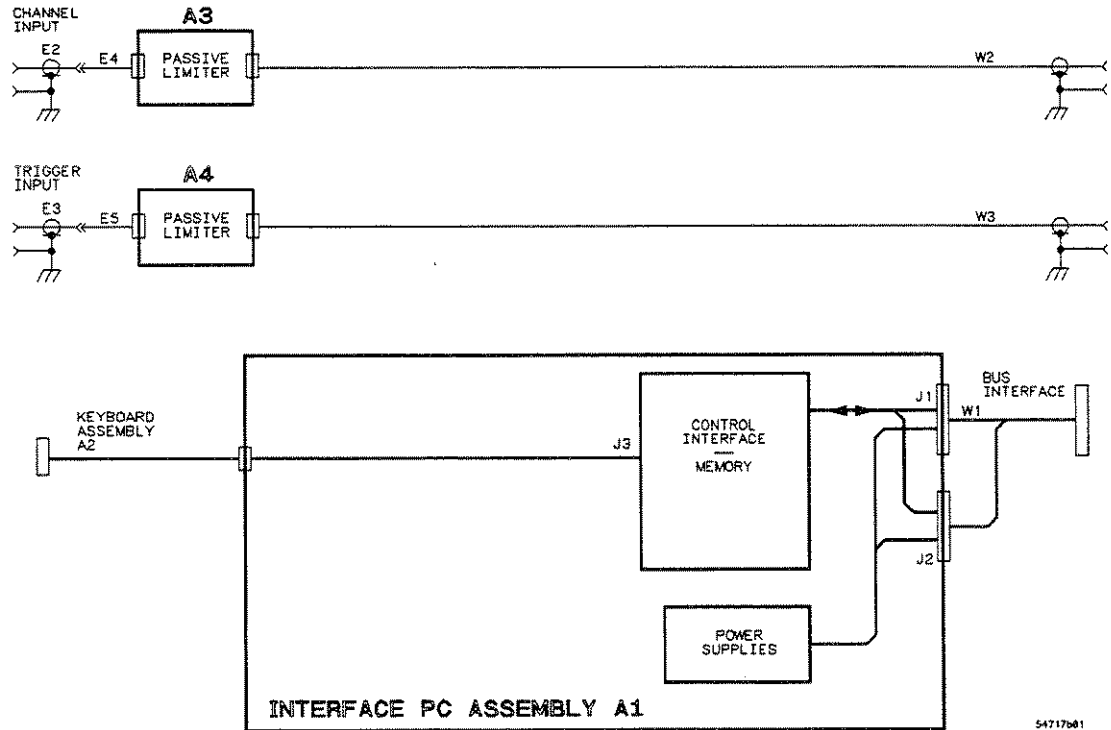 CHANNEL
INPUT
E2
E4
A3
PASSIVE
LIMITER
W2
TRIGGER
INPUT
E3
E5
A4
PASSIVE
LIMITER
W3
KEYBOARD
ASSEMBLY
A2
J3
CONTROL
INTERFACE
MEMORY
J1
W1
BUS
INTERFACE
J2
POWER
SUPPLIES
INTERFACE PC ASSEMBLY A1
54717b01